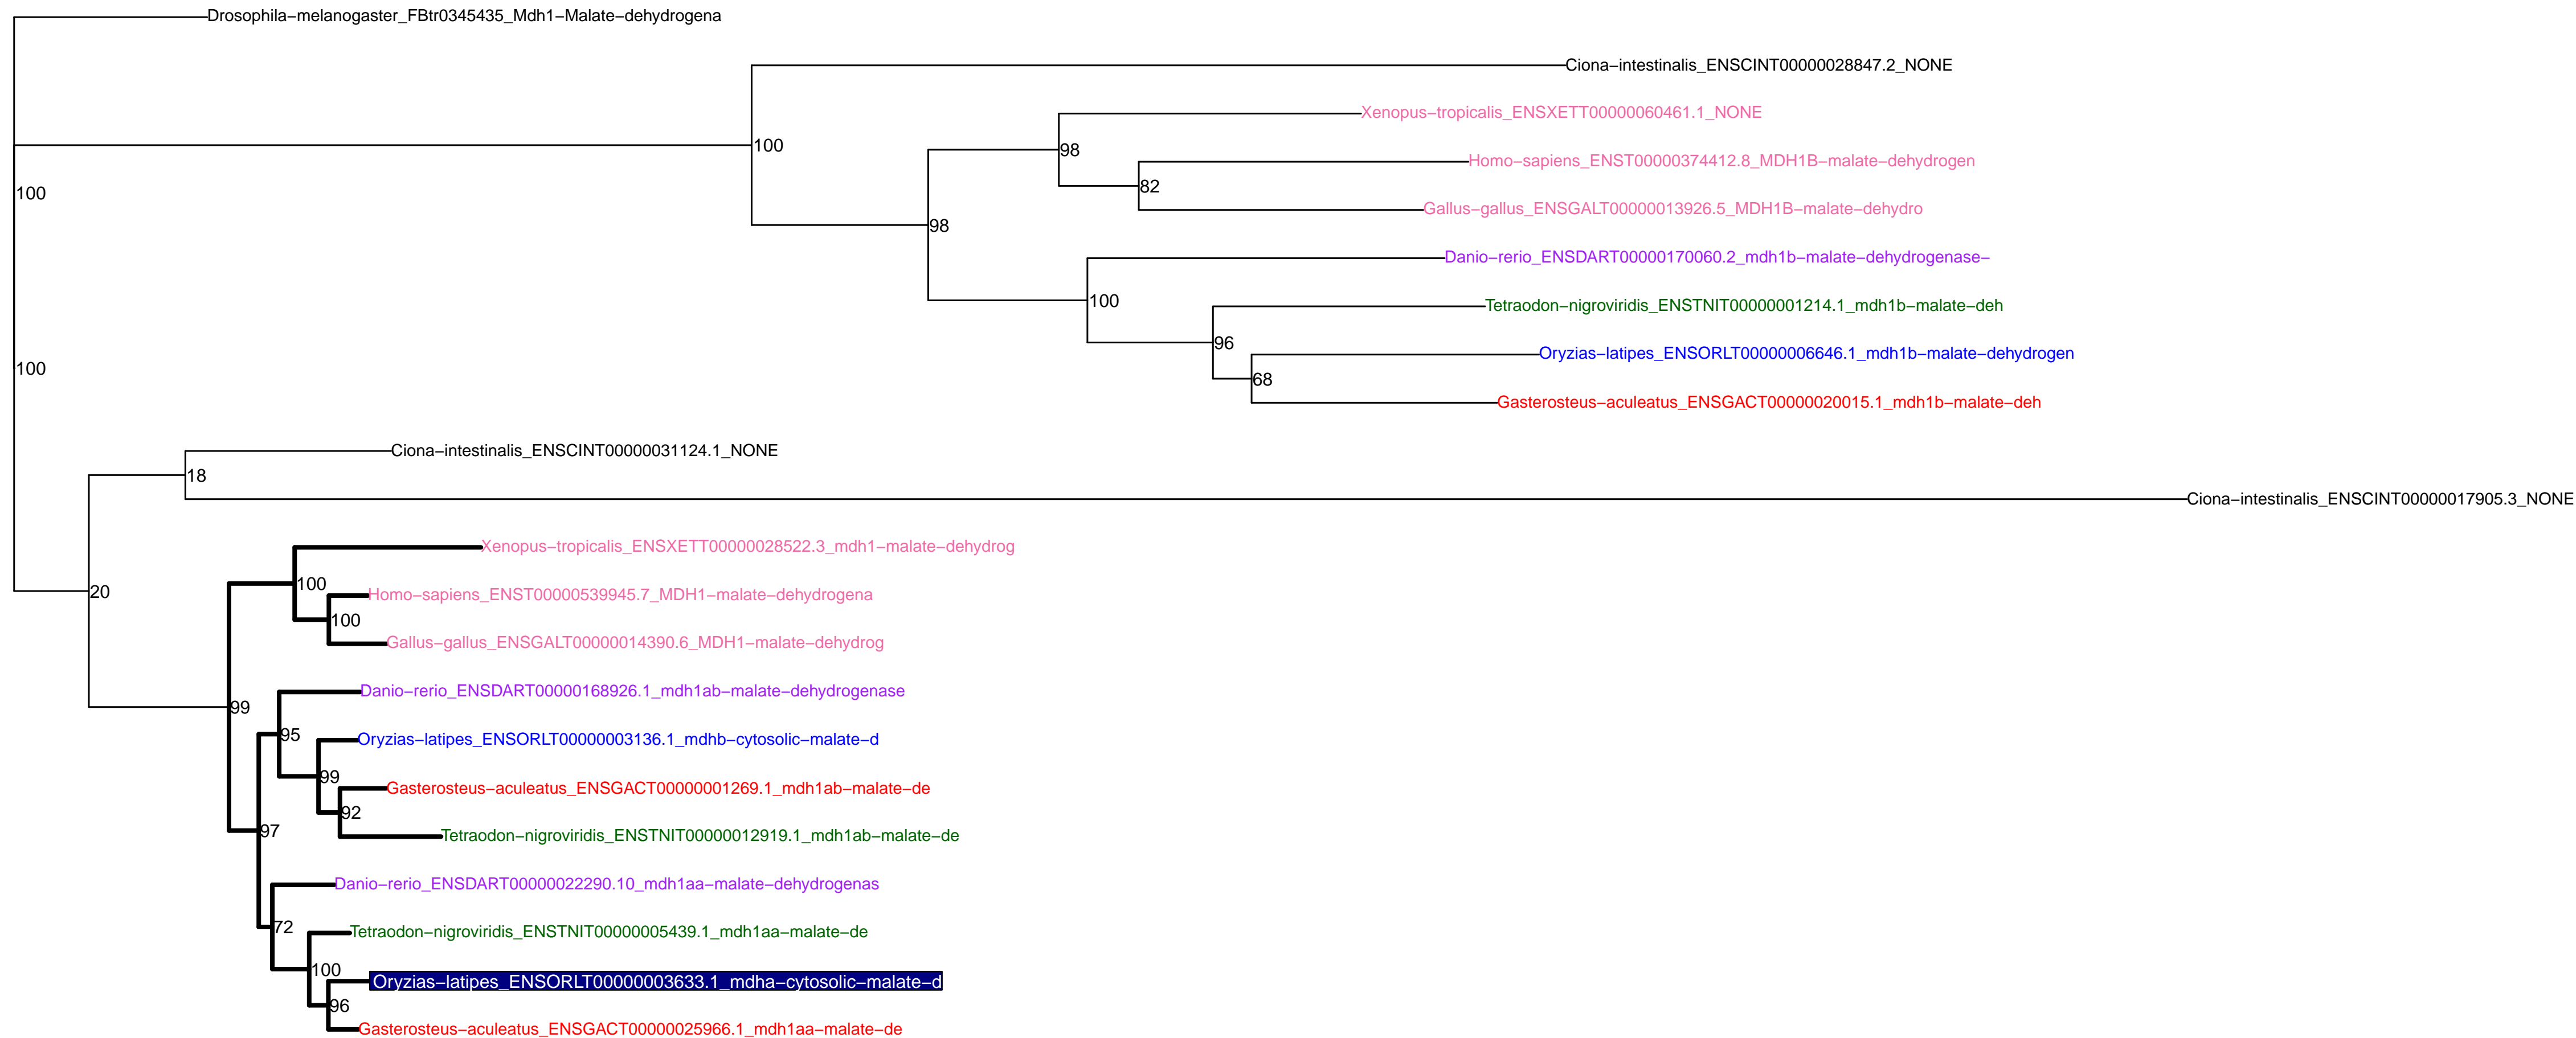 Drosophila−melanogaster_FBtr0345435_Mdh1−Malate−dehydrogena
Ciona−intestinalis_ENSCINT00000028847.2_NONE
Xenopus−tropicalis_ENSXETT00000060461.1_NONE
100
98
Homo−sapiens_ENST00000374412.8_MDH1B−malate−dehydrogen
82
100
Gallus−gallus_ENSGALT00000013926.5_MDH1B−malate−dehydro
98
Danio−rerio_ENSDART00000170060.2_mdh1b−malate−dehydrogenase−
100
Tetraodon−nigroviridis_ENSTNIT00000001214.1_mdh1b−malate−deh
96
Oryzias−latipes_ENSORLT00000006646.1_mdh1b−malate−dehydrogen
100
68
Gasterosteus−aculeatus_ENSGACT00000020015.1_mdh1b−malate−deh
Ciona−intestinalis_ENSCINT00000031124.1_NONE
18
Ciona−intestinalis_ENSCINT00000017905.3_NONE
Xenopus−tropicalis_ENSXETT00000028522.3_mdh1−malate−dehydrog
100
20
Homo−sapiens_ENST00000539945.7_MDH1−malate−dehydrogena
100
Gallus−gallus_ENSGALT00000014390.6_MDH1−malate−dehydrog
Danio−rerio_ENSDART00000168926.1_mdh1ab−malate−dehydrogenase
99
95
Oryzias−latipes_ENSORLT00000003136.1_mdhb−cytosolic−malate−d
99
Gasterosteus−aculeatus_ENSGACT00000001269.1_mdh1ab−malate−de
92
97
Tetraodon−nigroviridis_ENSTNIT00000012919.1_mdh1ab−malate−de
Danio−rerio_ENSDART00000022290.10_mdh1aa−malate−dehydrogenas
72
Tetraodon−nigroviridis_ENSTNIT00000005439.1_mdh1aa−malate−de
100
Oryzias−latipes_ENSORLT00000003633.1_mdha−cytosolic−malate−d
96
Gasterosteus−aculeatus_ENSGACT00000025966.1_mdh1aa−malate−de